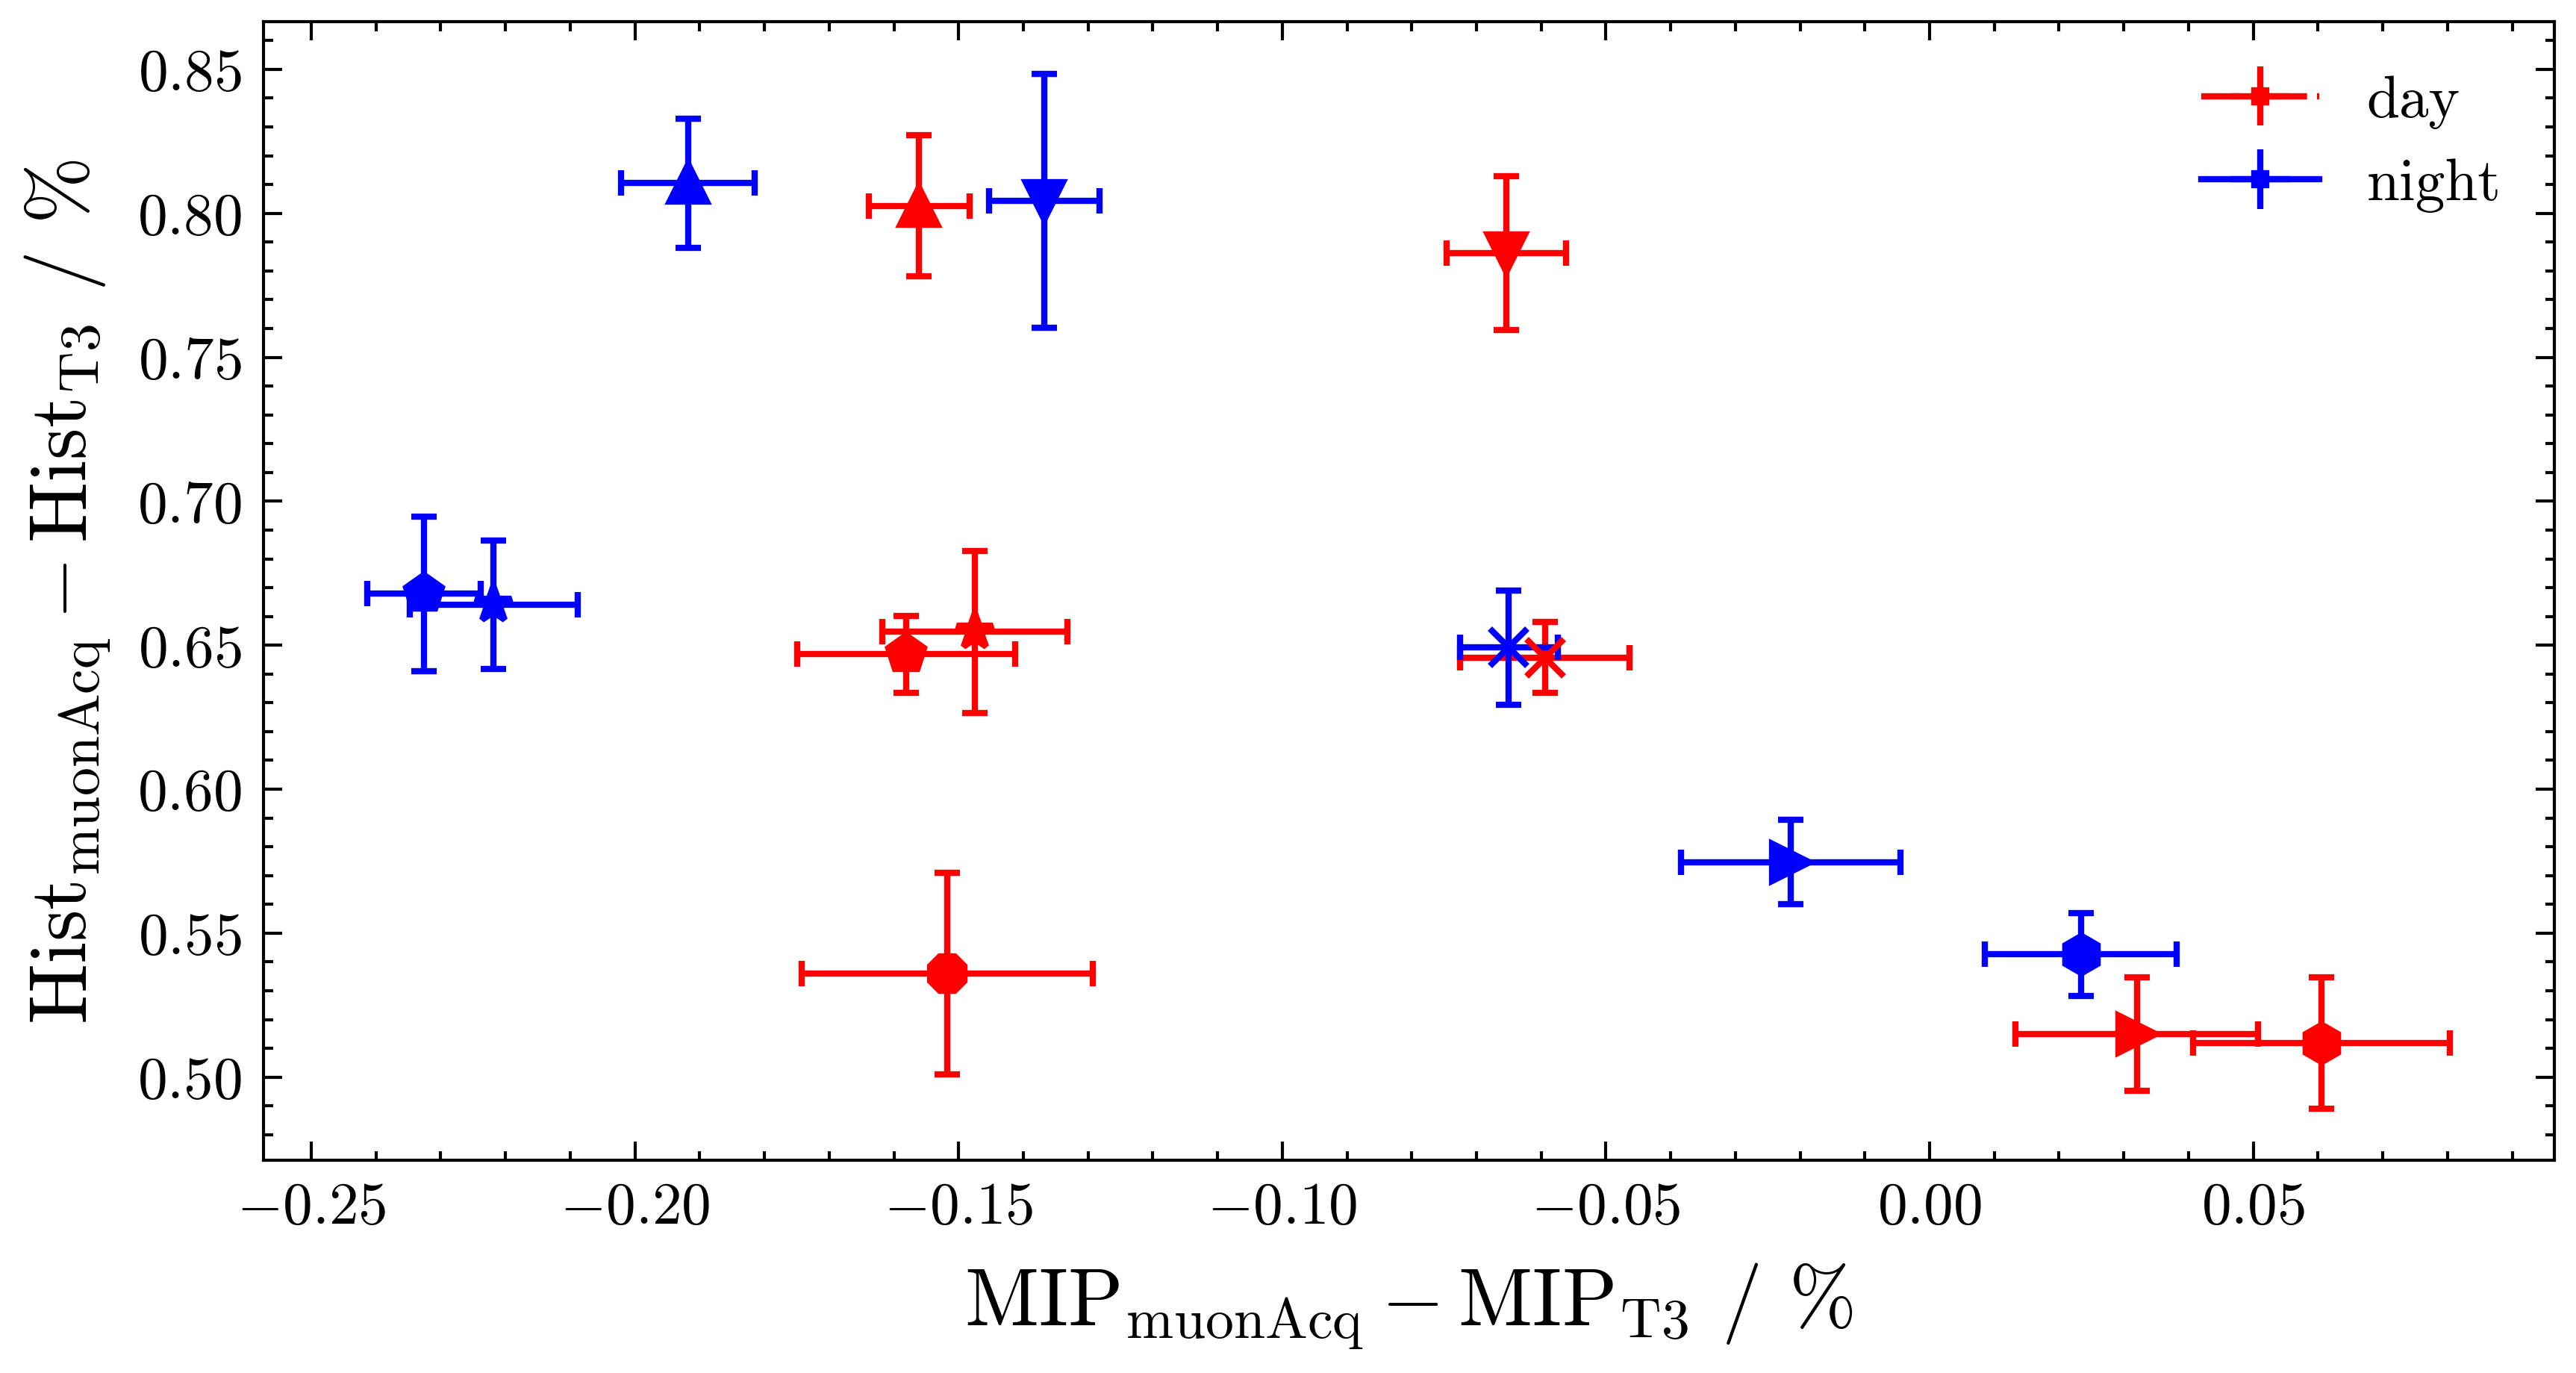 0.85
0.80
0.75
0.70
0.65
0.60
0.55
0.50
Hist_muonAcq − Hist_T3 / %
day
night
−0.25 −0.20 −0.15 −0.10 −0.05 0.00 0.05
MIP_muonAcq − MIP_T3 / %